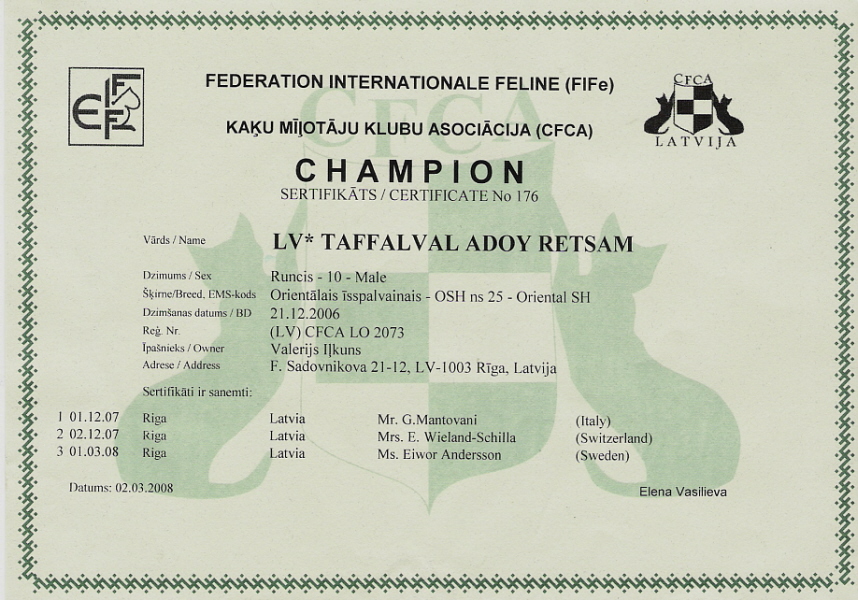 FEDERATION INTERNATIONALE FELINE (FIFe)
KAĶU MĪĻOTĀJU KLUBU ASOCIĀCIJA (CFCA)
CFCA
LATVIJA
CFCA
CHAMPION
SERTIFIKĀTS / CERTIFICATE No 176
Vārds / Name LV* TAFFALVAL ADOY RETSAM
Dzimums / Sex Runcis - 10 - Male
Šķirne/Breed, EMS-kods Orientālais īsspalvainais - OSH ns 25 - Oriental SH
Dzimšanas datums / BD 21.12.2006
Reģ. Nr. (LV) CFCA LO 2073
Īpašnieks / Owner Valerijs Iļkuns
Adrese / Address F. Sadovnikova 21-12, LV-1003 Rīga, Latvija
Sertifikāti ir sanemti:
1 01.12.07 Riga Latvia Mr. G.Mantovani (Italy)
2 02.12.07 Riga Latvia Mrs. E. Wieland-Schilla (Switzerland)
3 01.03.08 Riga Latvia Ms. Eiwor Andersson (Sweden)
Datums: 02.03.2008 Elena Vasilieva